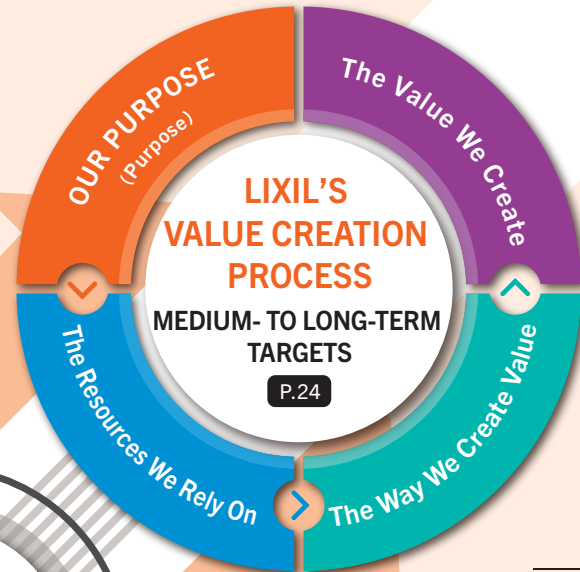 OUR PURPOSE
(Purpose)
The Value We Create
LIXIL'S
VALUE CREATION
PROCESS
MEDIUM- TO LONG-TERM
TARGETS
P.24
The Resources We Rely On
The Way We Create Value